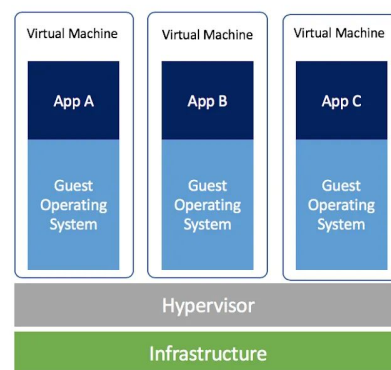 Virtual Machine
Virtual Machine
Virtual Machine
App A
App B
App C
Guest
Operating
System
Guest
Operating
System
Guest
Operating
System
Hypervisor
Infrastructure